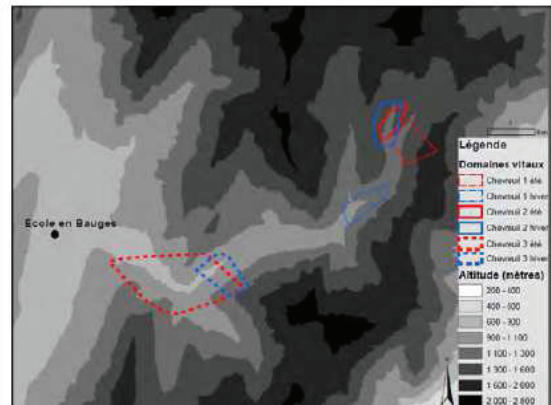 Ecole en Bauges
Légende
Domaines vitaux
Chevreuil 1 été
Chevreuil 1 hiver
Chevreuil 2 été
Chevreuil 2 hiver
Chevreuil 3 été
Chevreuil 3 hiver
Altitude (mètres)
200 - 400
400 - 600
600 - 900
900 - 1 100
1 100 - 1 300
1 300 - 1 600
1 600 - 2 000
2 000 - 2 800